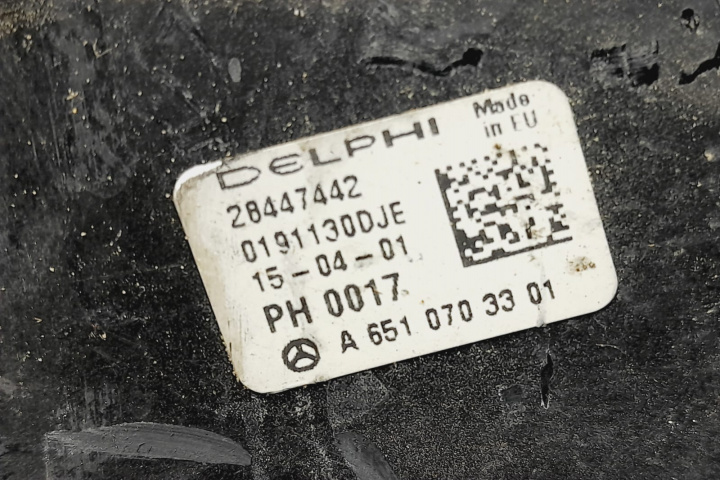 DELPHI
Made
in EU
28447442
0191130DJE
15-04-01
PH 0017
A 651 070 33 01